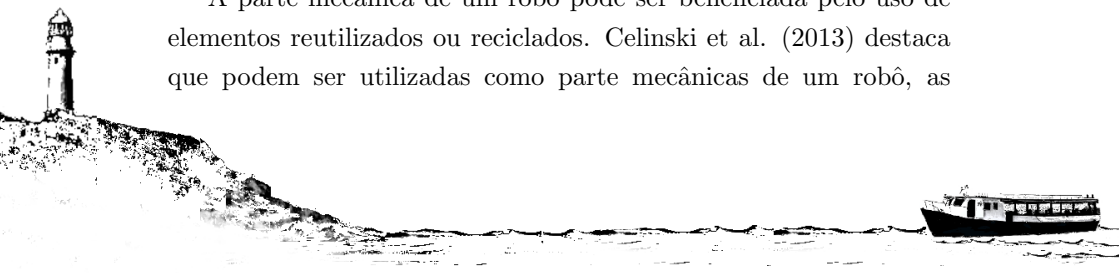 A parte mecânica de um robô pode ser beneficiada pelo uso de
elementos reutilizados ou reciclados. Celinski et al. (2013) destaca
que podem ser utilizadas como parte mecânicas de um robô, as